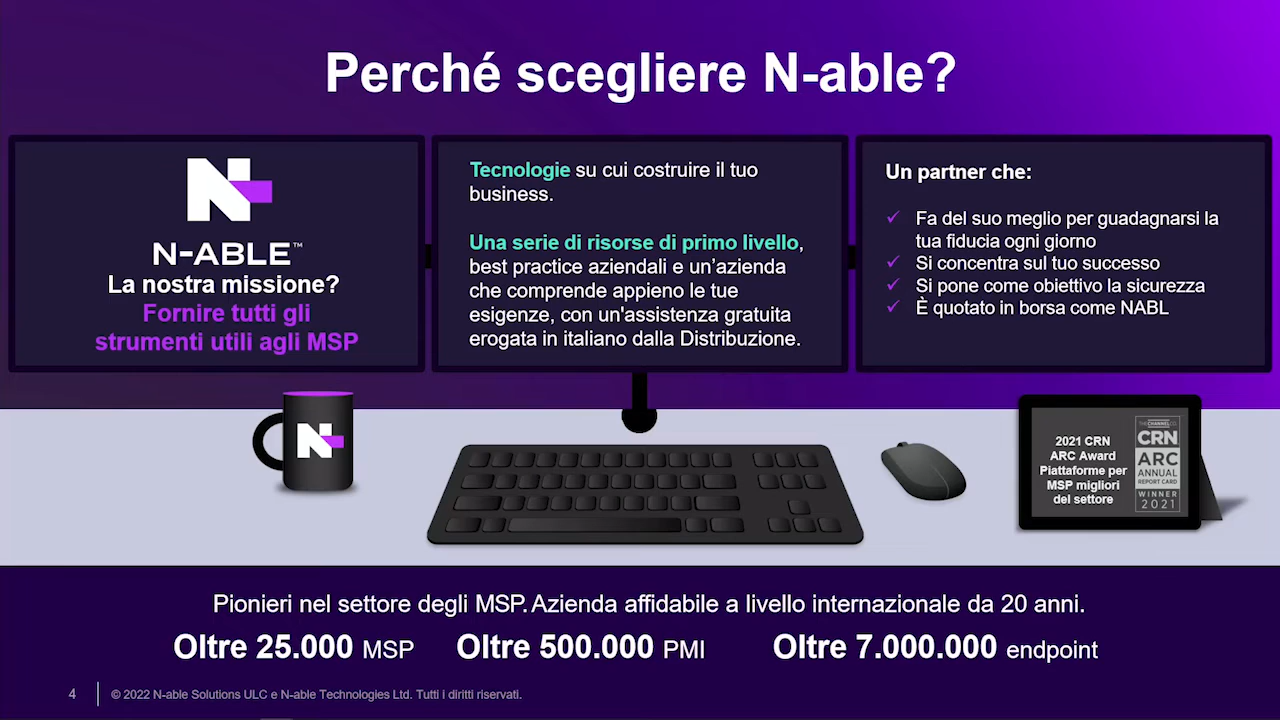 Perché scegliere N-able?
N-ABLE™
La nostra missione?
Fornire tutti gli
strumenti utili agli MSP
Tecnologie su cui costruire il tuo
business.
Una serie di risorse di primo livello,
best practice aziendali e un’azienda
che comprende appieno le tue
esigenze, con un'assistenza gratuita
erogata in italiano dalla Distribuzione.
Un partner che:
✓ Fa del suo meglio per guadagnarsi la
tua fiducia ogni giorno
✓ Si concentra sul tuo successo
✓ Si pone come obiettivo la sicurezza
✓ È quotato in borsa come NABL
N
2021 CRN
ARC Award
Piattaforme per
MSP migliori
del settore
THE CHANNEL CO.
CRN
ARC
ANNUAL
REPORT CARD
WINNER
2021
Pionieri nel settore degli MSP. Azienda affidabile a livello internazionale da 20 anni.
Oltre 25.000 MSP Oltre 500.000 PMI Oltre 7.000.000 endpoint
4 © 2022 N-able Solutions ULC e N-able Technologies Ltd. Tutti i diritti riservati.